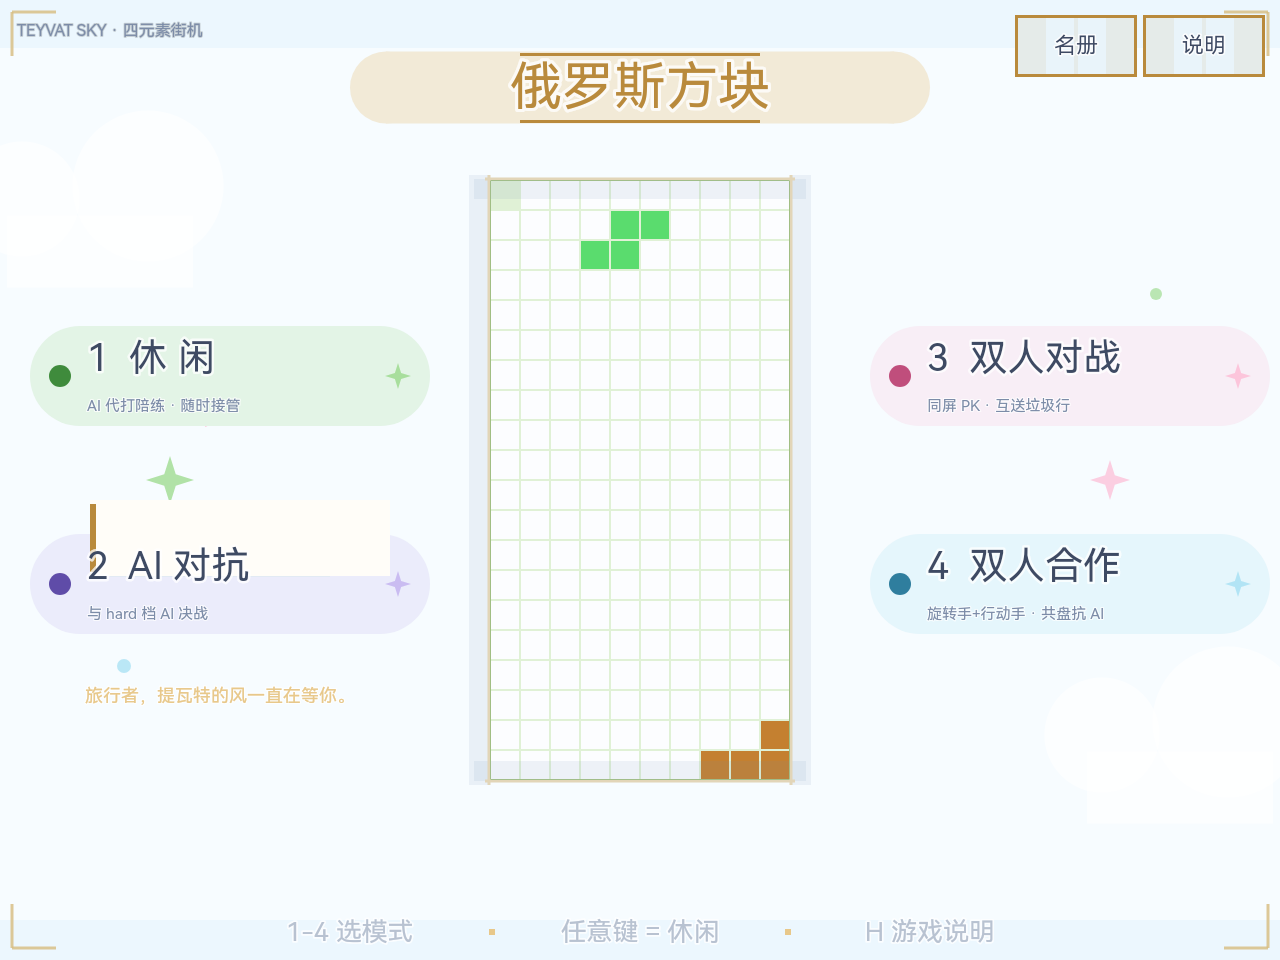 TEYVAT SKY · 四元素街机
名册
说明
俄罗斯方块
1 休 闲
AI 代打陪练 · 随时接管
2 AI 对抗
与 hard 档 AI 决战
旅行者，提瓦特的风一直在等你。
3 双人对战
同屏 PK · 互送垃圾行
4 双人合作
旋转手+行动手 · 共盘抗 AI
1-4 选模式
任意键 = 休闲
H 游戏说明